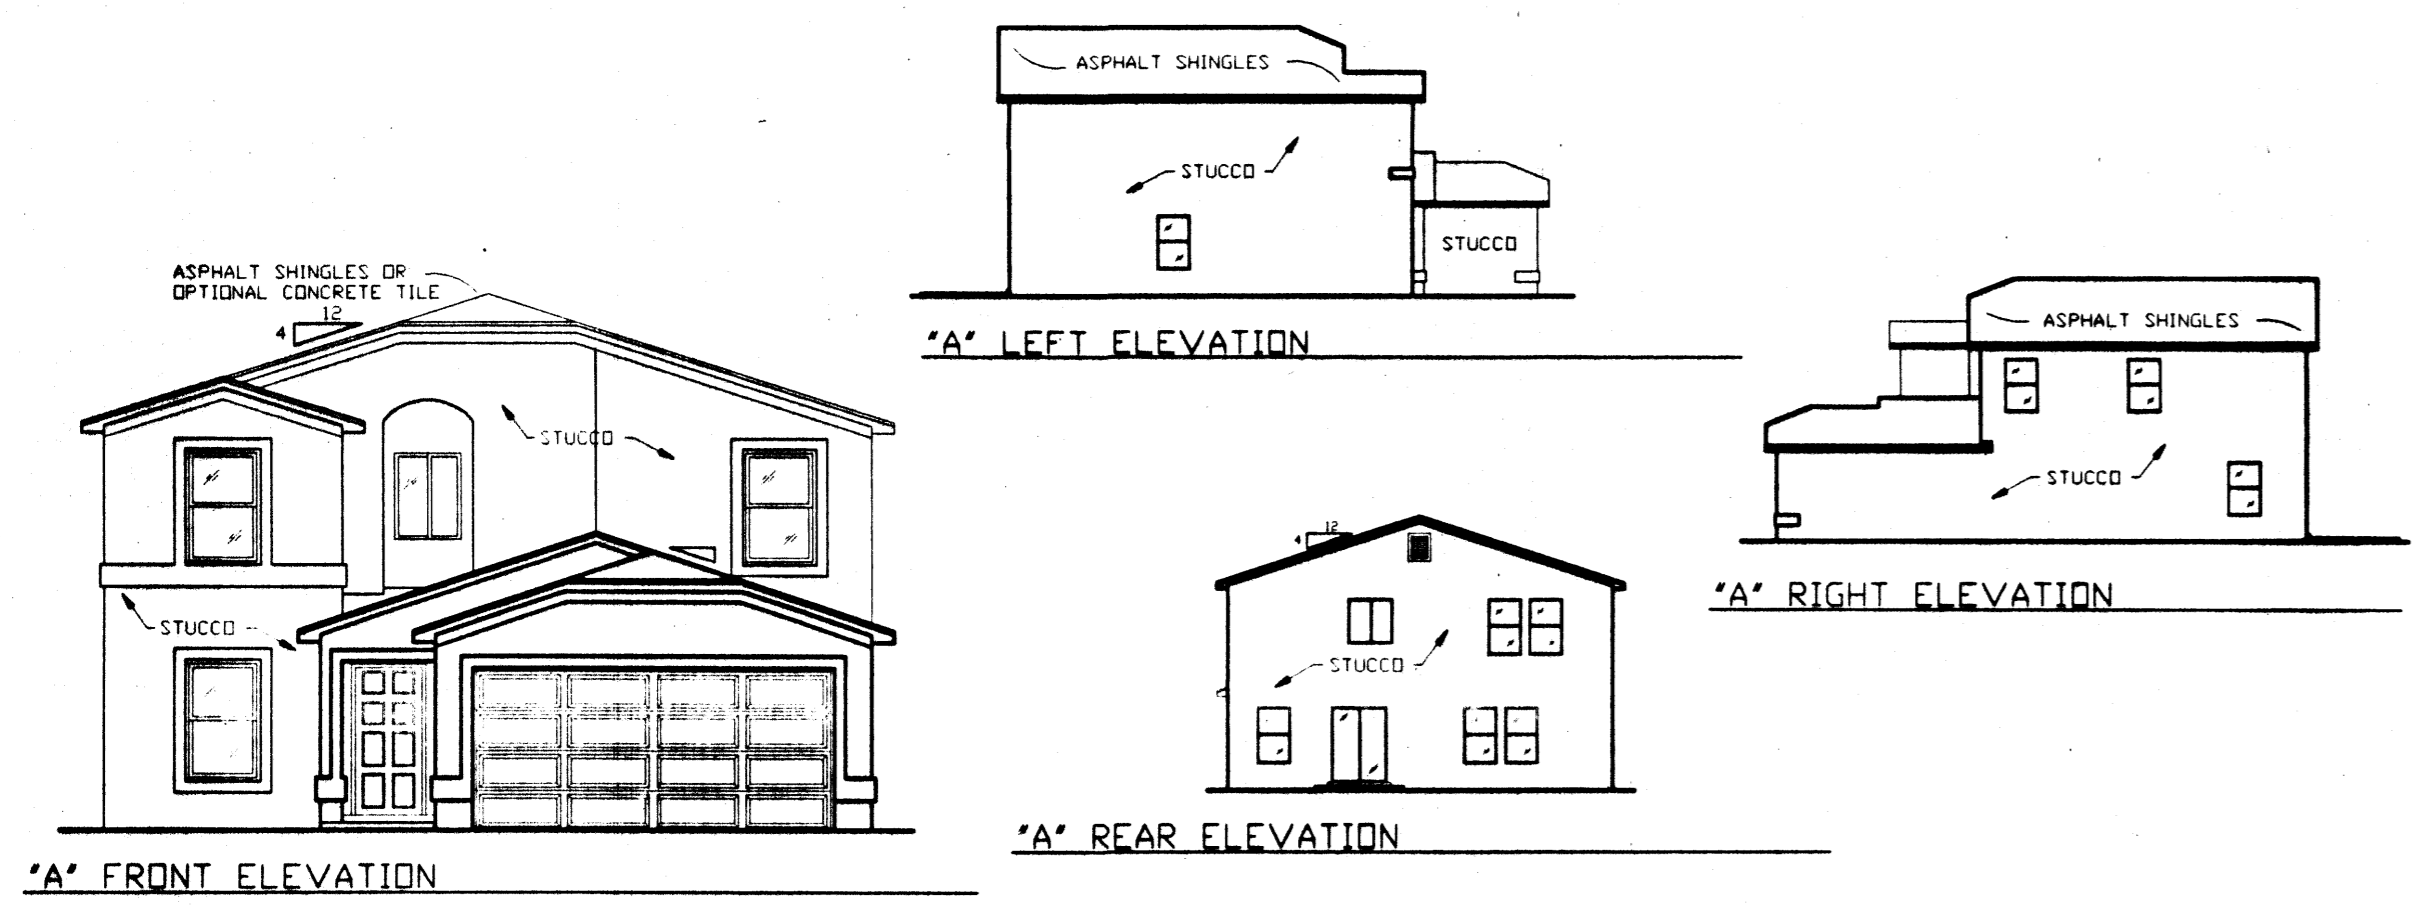 ASPHALT SHINGLES OR
OPTIONAL CONCRETE TILE
12
4
STUCCO
STUCCO
"A" FRONT ELEVATION
ASPHALT SHINGLES
STUCCO
STUCCO
"A" LEFT ELEVATION
12
4
STUCCO
"A" REAR ELEVATION
ASPHALT SHINGLES
STUCCO
"A" RIGHT ELEVATION